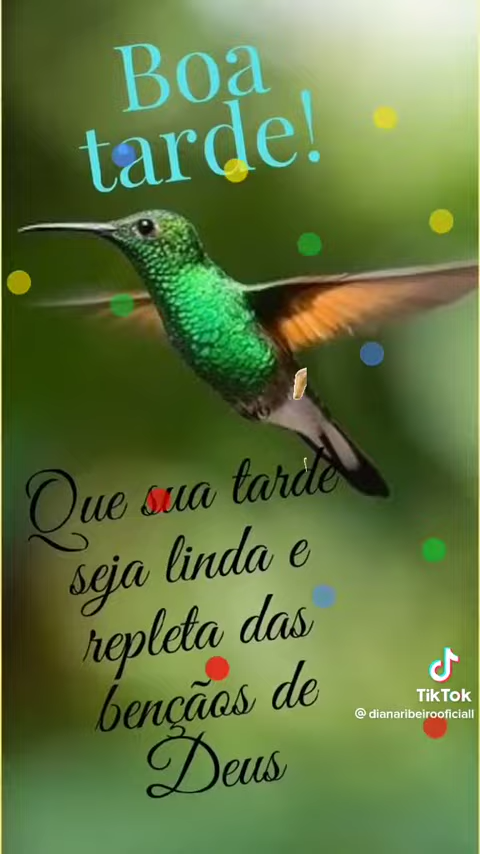 Boa
tarde!
Que sua tarde
seja linda e
repleta das
bençãos de
Deus
TikTok
@dianaribeirooficiall